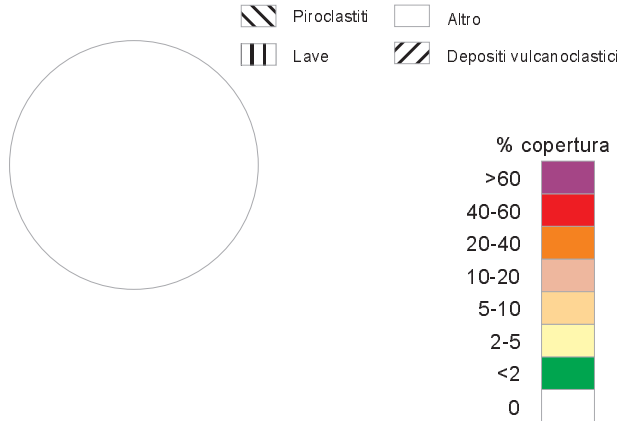 Piroclastiti
Altro
Lave
Depositi vulcanoclastici
% copertura
>60
40-60
20-40
10-20
5-10
2-5
<2
0